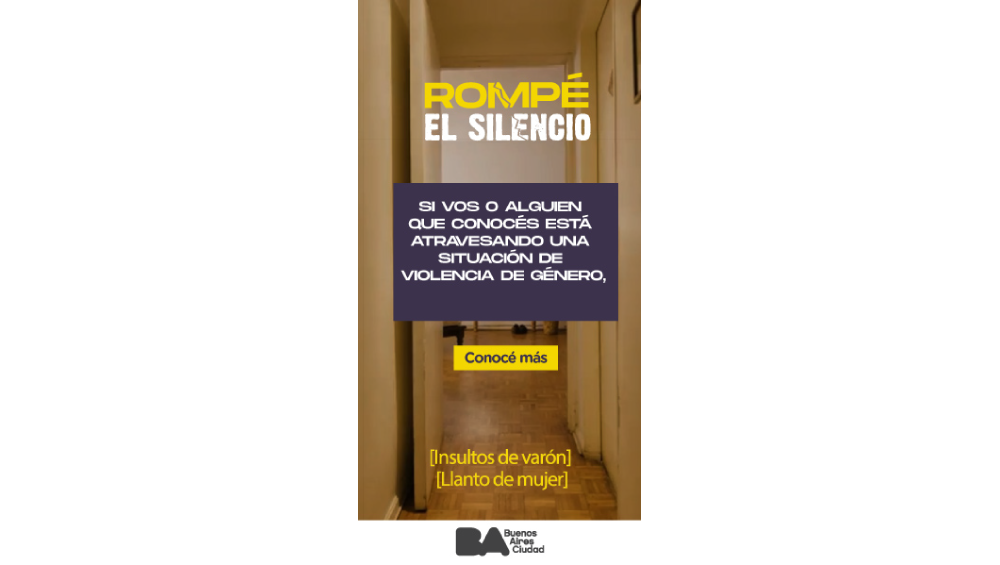 ROMPÉ
EL SILENCIO
SI VOS O ALGUIEN
QUE CONOCÉS ESTÁ
ATRAVESANDO UNA
SITUACIÓN DE
VIOLENCIA DE GÉNERO,
Conocé más
[Insultos de varón]
[Llanto de mujer]
BA Buenos
Aires
Ciudad